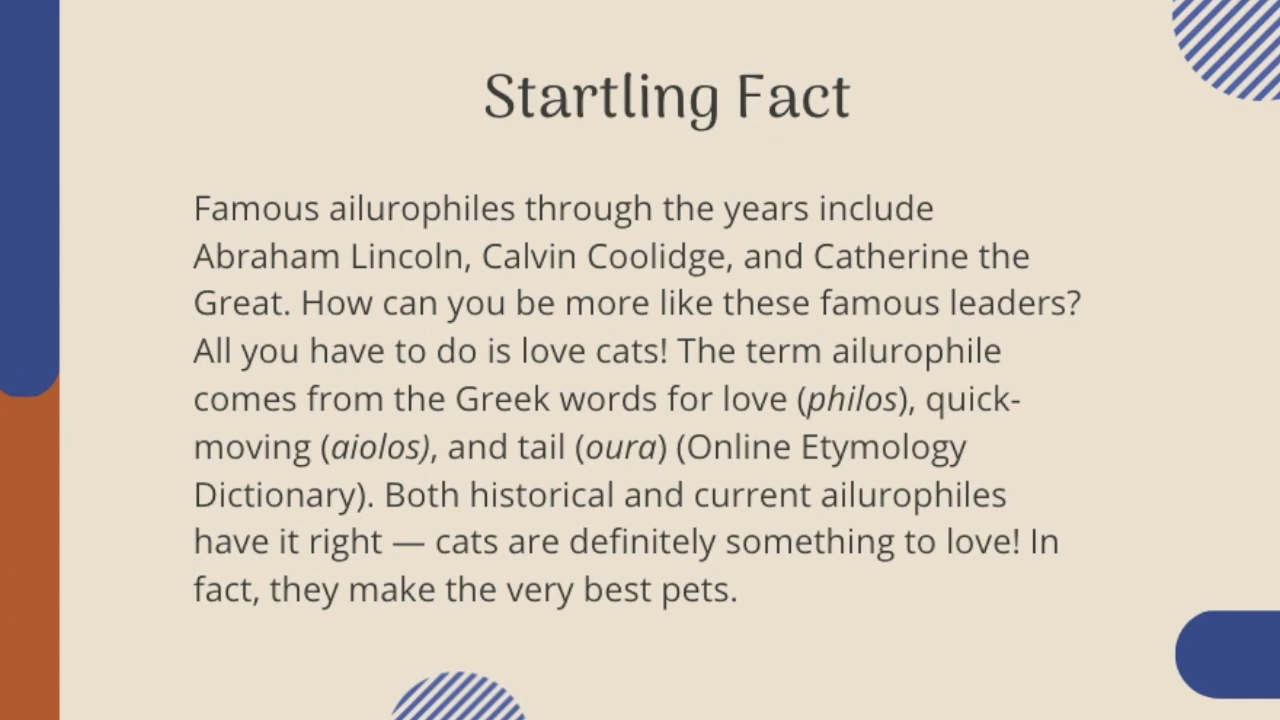 Startling Fact
Famous ailurophiles through the years include
Abraham Lincoln, Calvin Coolidge, and Catherine the
Great. How can you be more like these famous leaders?
All you have to do is love cats! The term ailurophile
comes from the Greek words for love (philos), quick-
moving (aiolos), and tail (oura) (Online Etymology
Dictionary). Both historical and current ailurophiles
have it right — cats are definitely something to love! In
fact, they make the very best pets.